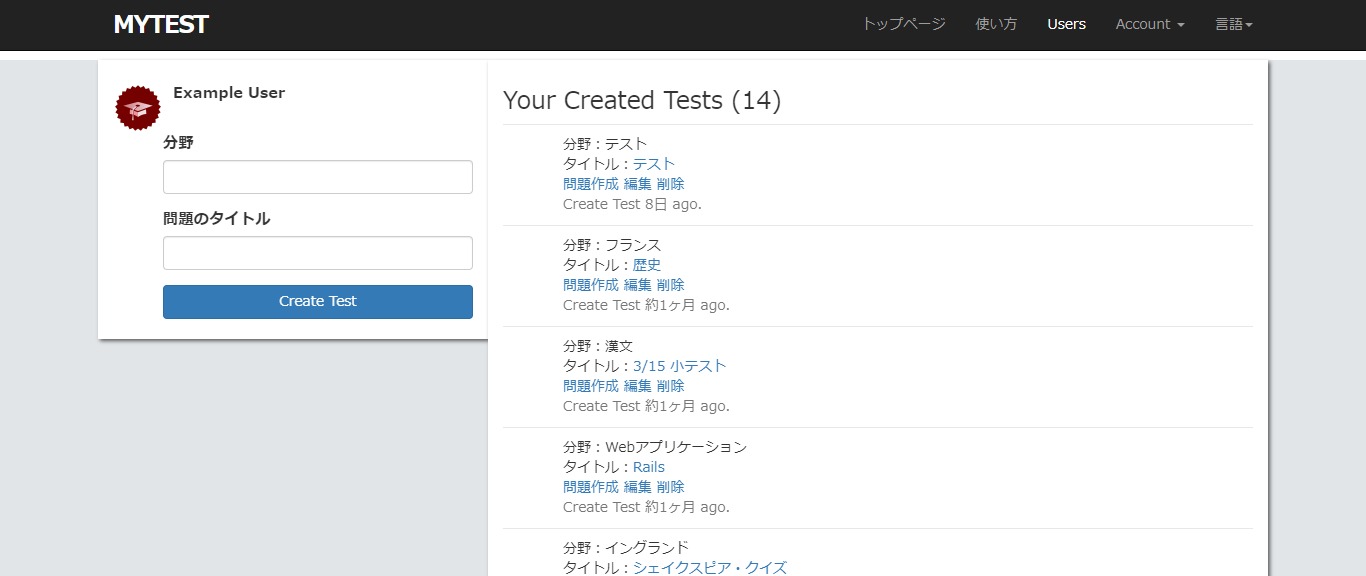 MYTEST
トップページ 使い方 Users Account 言語
Example User
分野
問題のタイトル
Create Test
Your Created Tests (14)
分野：テスト
タイトル：テスト
問題作成 編集 削除
Create Test 8日 ago.
分野：フランス
タイトル：歴史
問題作成 編集 削除
Create Test 約1ヶ月 ago.
分野：漢文
タイトル：3/15 小テスト
問題作成 編集 削除
Create Test 約1ヶ月 ago.
分野：Webアプリケーション
タイトル：Rails
問題作成 編集 削除
Create Test 約1ヶ月 ago.
分野：イングランド
タイトル：シェイクスピア・クイズ